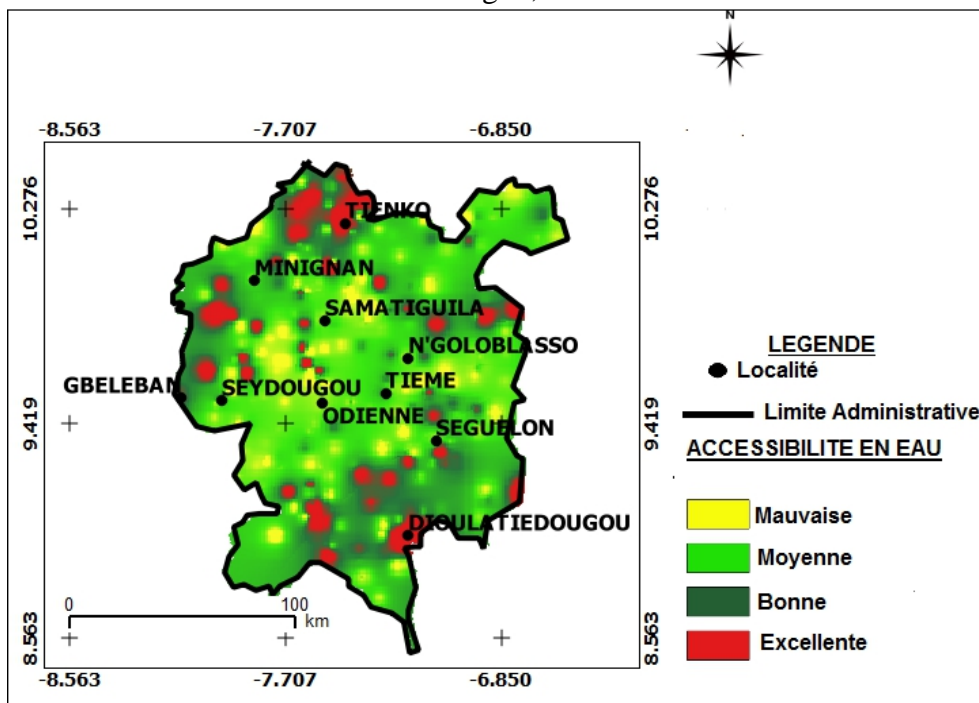 N
-8.563 -7.707 -6.850
10.276 10.276
TIENKO
MINIGNAN
SAMATIGUILA
N'GOLOBLASSO
GBELEBAN SEYDOUGOU TIEME
ODIENNE
9.419 9.419
SEGUELON
DIOULATIEDOUGOU
0 100
km
8.563 8.563
-8.563 -7.707 -6.850
LEGENDE
Localité
Limite Administrative
ACCESSIBILITE EN EAU
Mauvaise
Moyenne
Bonne
Excellente